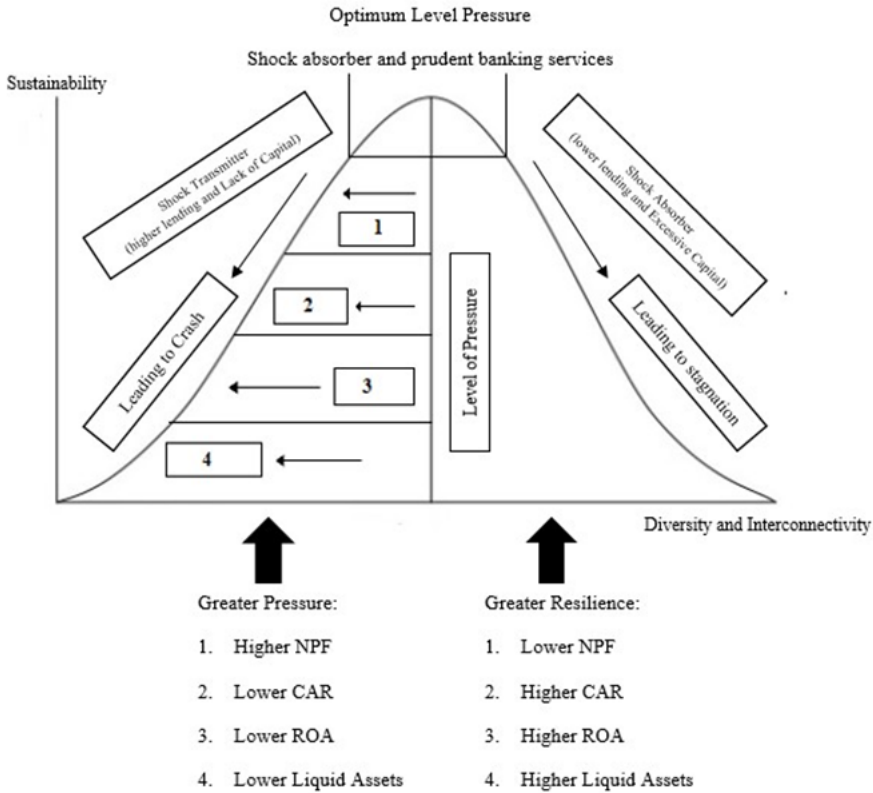 Optimum Level Pressure
Shock absorber and prudent banking services
Sustainability
Shock Transmitter
(higher lending and Lack of Capital)
Shock Absorber
(lower lending and Excessive Capital)
1
2
3
4
Level of Pressure
Leading to Crash
Leading to stagnation
Diversity and Interconnectivity
Greater Pressure:
1. Higher NPF
2. Lower CAR
3. Lower ROA
4. Lower Liquid Assets
Greater Resilience:
1. Lower NPF
2. Higher CAR
3. Higher ROA
4. Higher Liquid Assets